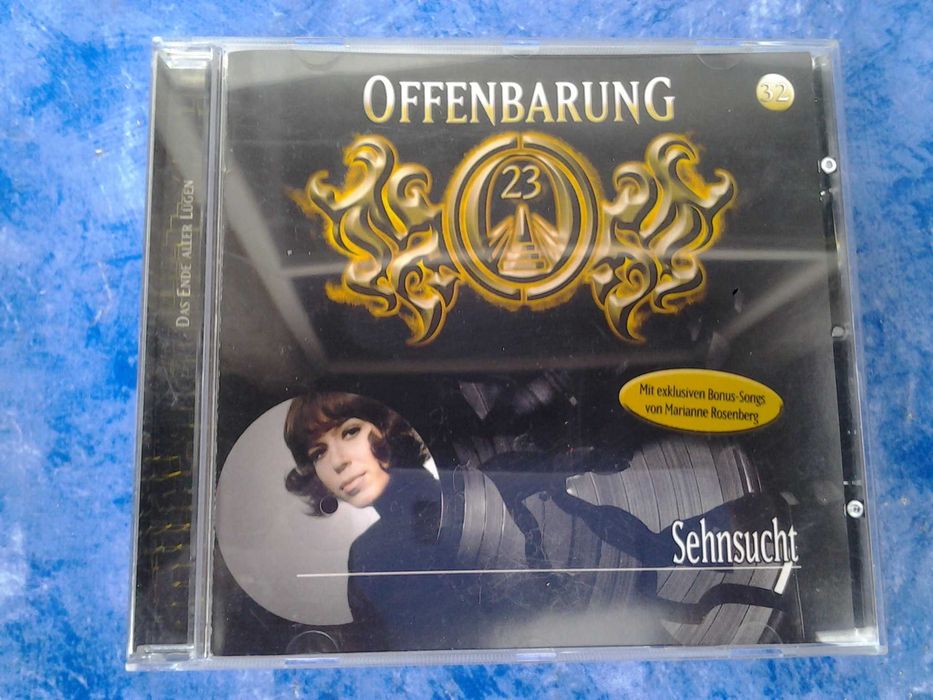 OFFENBARUNG
32
23
DAS ENDE ALLER LÜGEN
Mit exklusiven Bonus-Songs
von Marianne Rosenberg
Sehnsucht